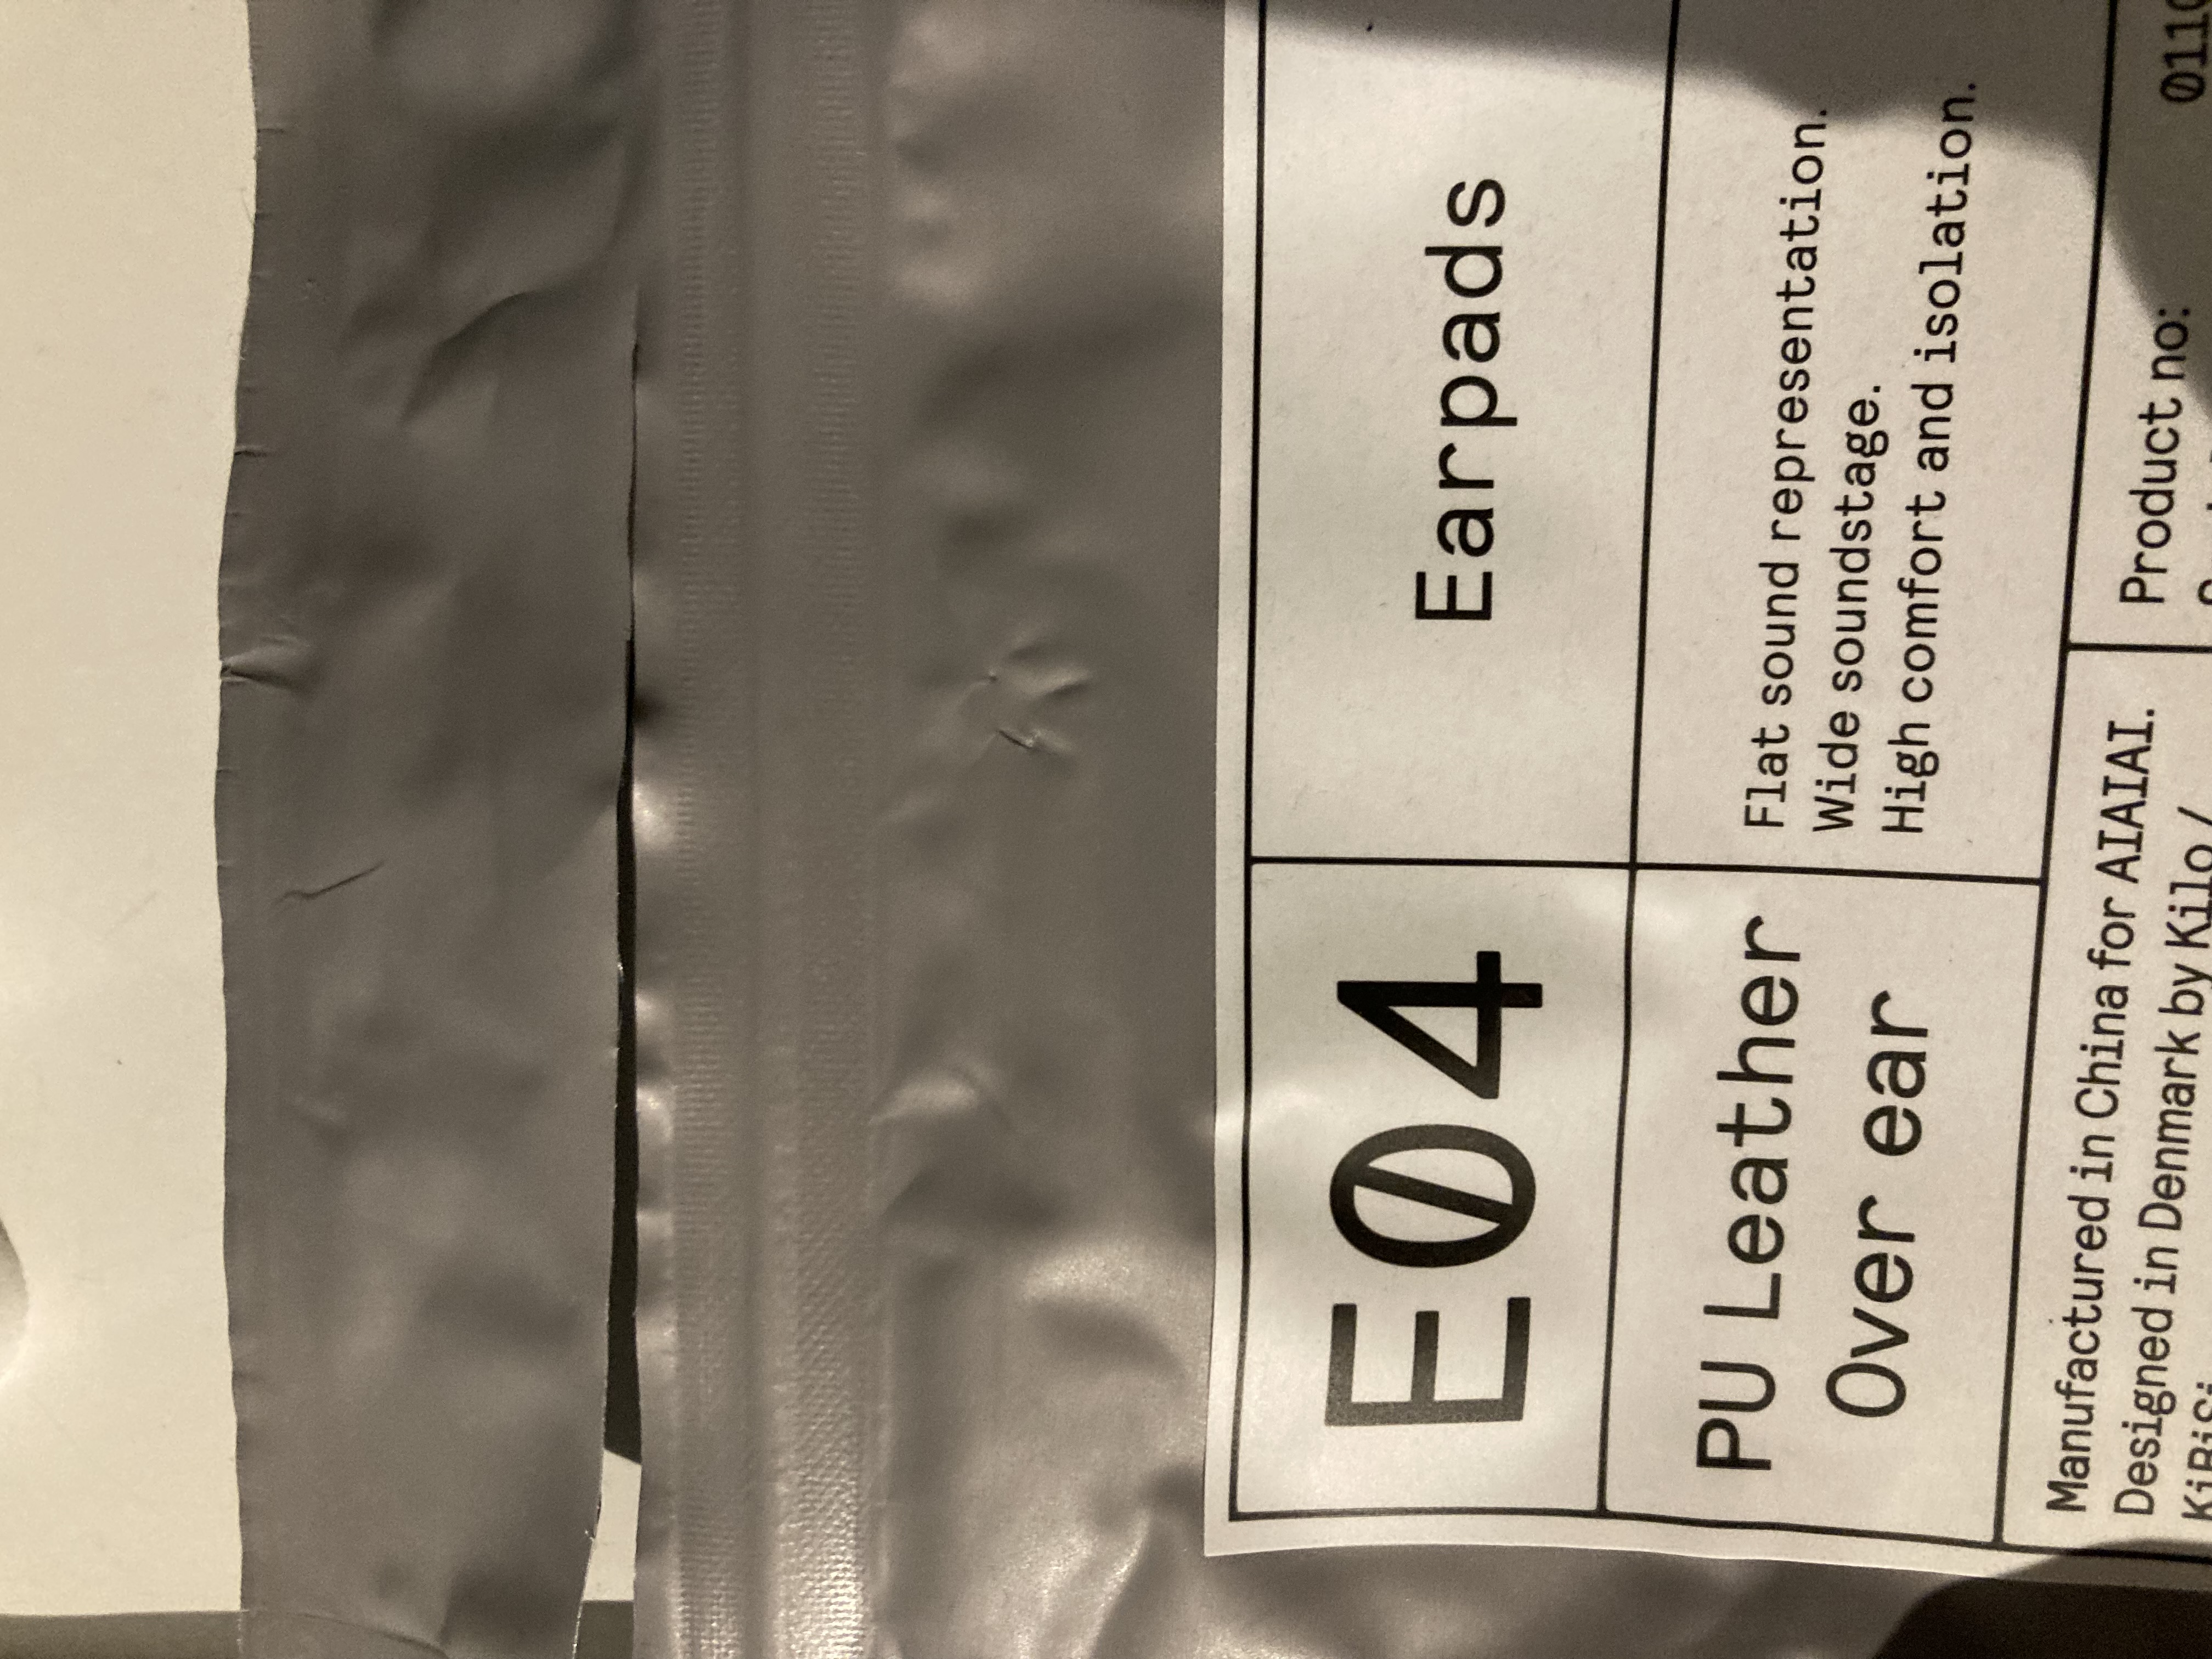 E04
Earpads
PU Leather
Over ear
Flat sound representation.
Wide soundstage.
High comfort and isolation.
Manufactured in China for AIAIAI.
Designed in Denmark by Kilo/
Product no: